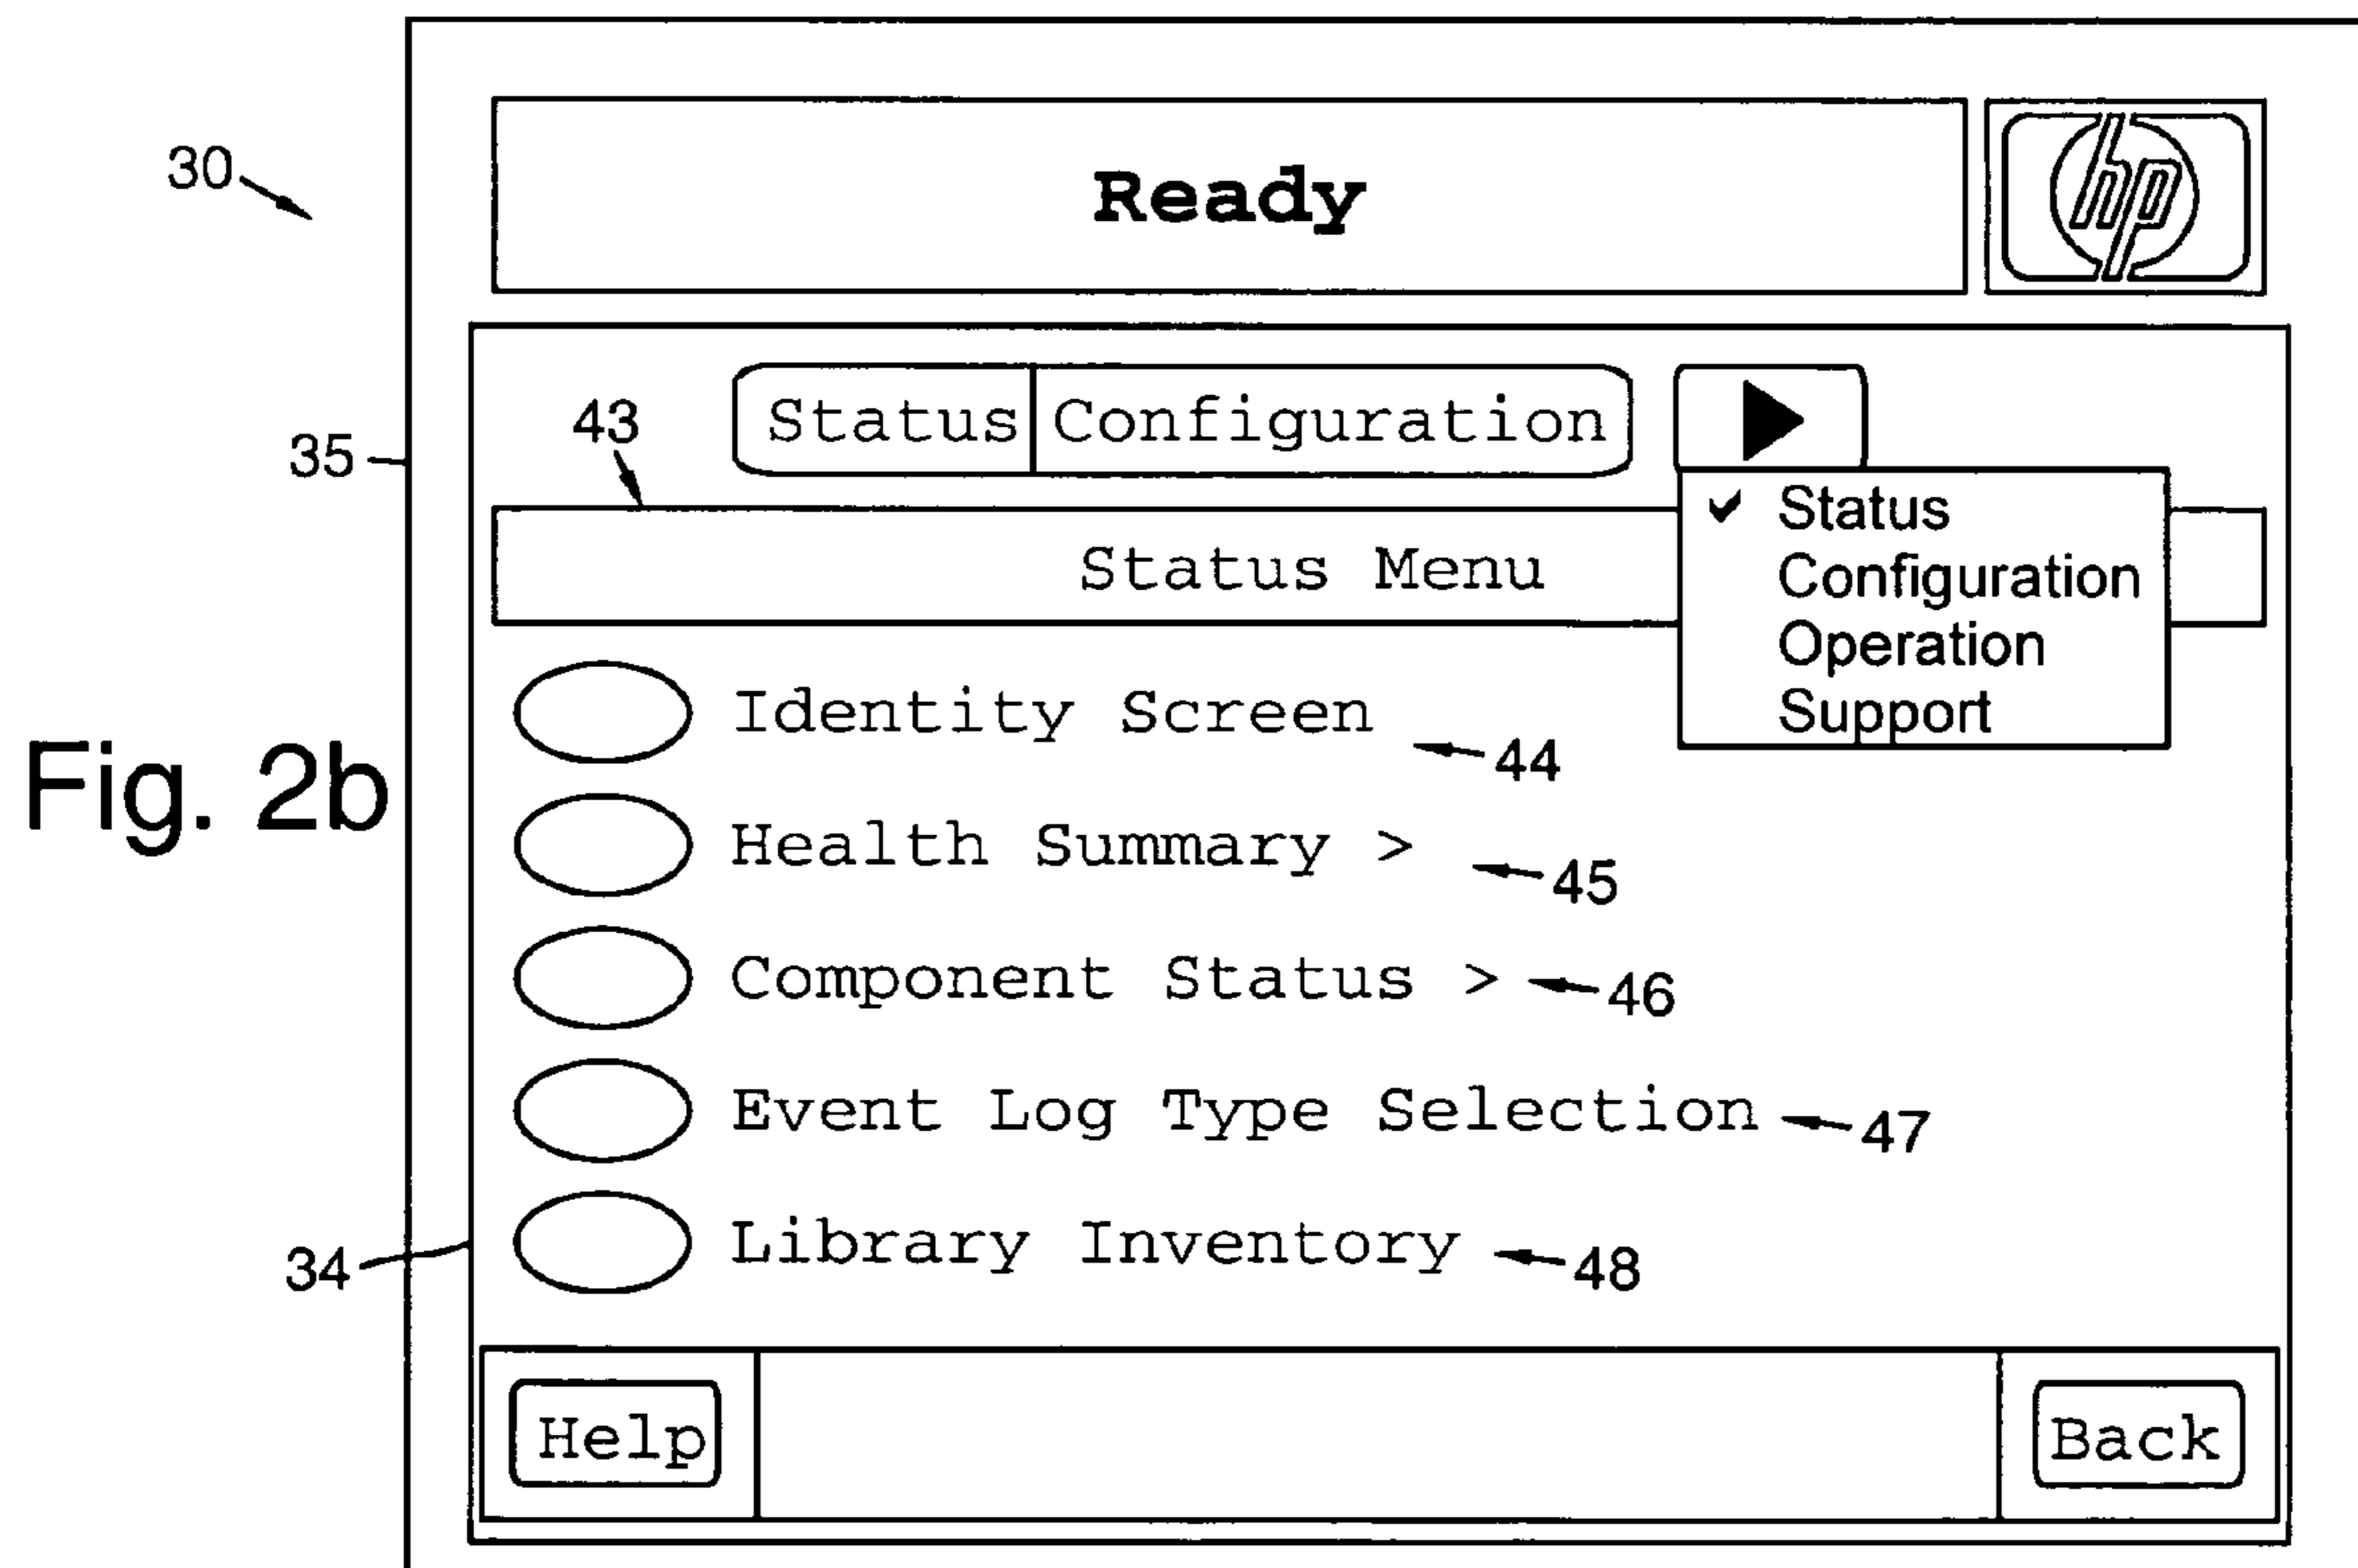 30
Ready
hp
35
43
Status Configuration
Status
Configuration
Operation
Support
Status Menu
Fig. 2b
Identity Screen
44
Health Summary >
45
Component Status >
46
Event Log Type Selection
47
Library Inventory
48
34
Help
Back